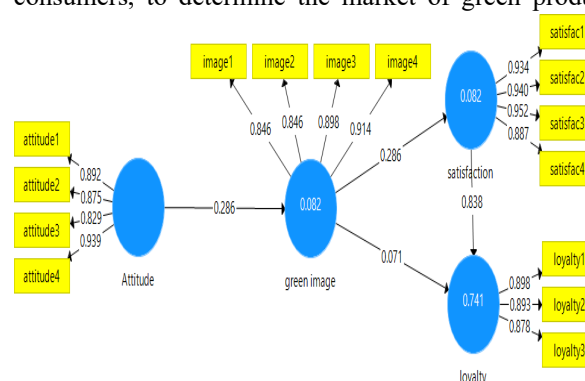 consumers, to determine the market of green produ
image1 image2 image3 image4
0.846 0.846 0.898 0.914
attitude1
attitude2
attitude3
attitude4
0.892
0.875
0.829
0.939
Attitude
0.286
0.082
green image
0.286
0.071
satisfac1
satisfac2
satisfac3
satisfac4
0.934
0.940
0.952
0.887
0.082
satisfaction
0.838
0.741
loyalty
0.898
0.893
0.878
loyalty1
loyalty2
loyalty3